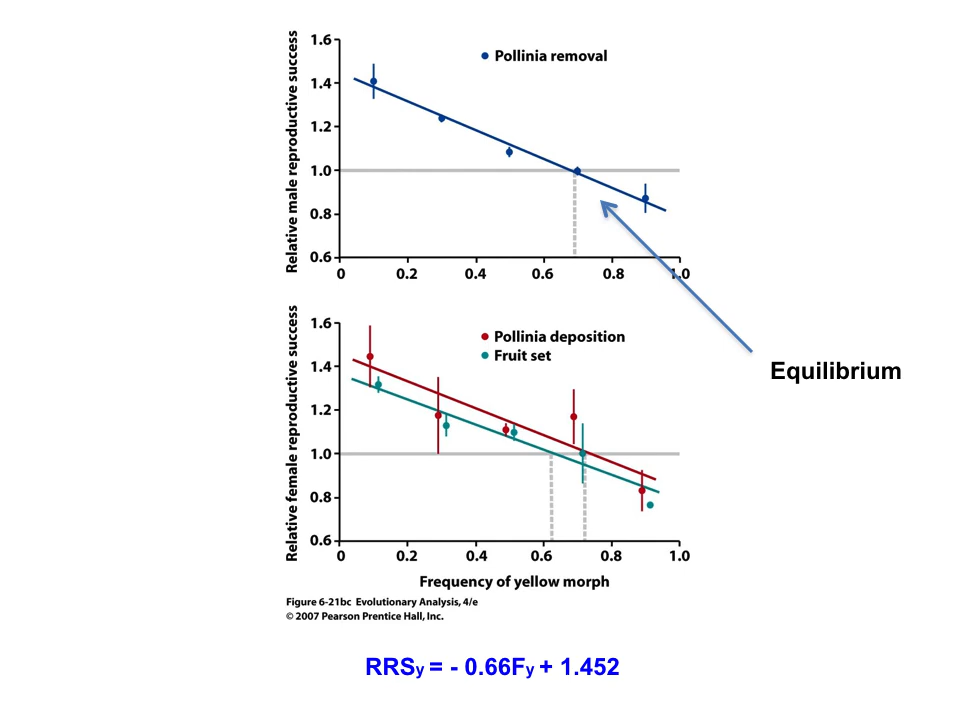 Relative male reproductive success
1.6
1.4
1.2
1.0
0.8
0.6
Pollinia removal
0 0.2 0.4 0.6 0.8 1.0
Equilibrium
Relative female reproductive success
1.6
1.4
1.2
1.0
0.8
0.6
Pollinia deposition
Fruit set
0 0.2 0.4 0.6 0.8 1.0
Frequency of yellow morph
Figure 6-21bc Evolutionary Analysis, 4/e
© 2007 Pearson Prentice Hall, Inc.
RRSy = - 0.66Fy + 1.452